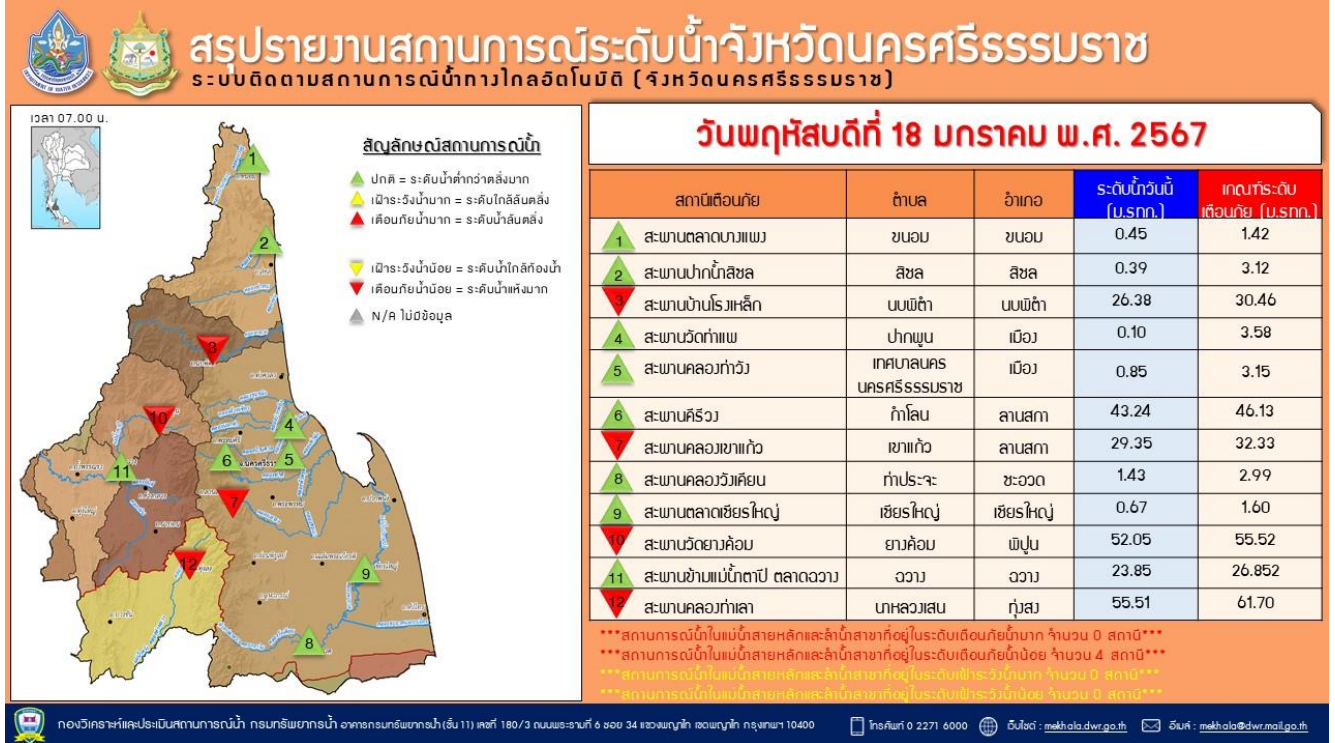 สรุปรายงานสถานการณ์ระดับน้ำจังหวัดนครศรีธรรมราช
ระบบติดตามสถานการณ์น้ำทางไกลอัตโนมัติ (จังหวัดนครศรีธรรมราช)
เวลา 07.00 น.
สัญลักษณ์สถานการณ์น้ำ
ปกติ = ระดับน้ำต่ำกว่าตลิ่งมาก
เฝ้าระวังน้ำมาก = ระดับใกล้ล้นตลิ่ง
เตือนภัยน้ำมาก = ระดับน้ำล้นตลิ่ง
เฝ้าระวังน้ำน้อย = ระดับน้ำใกล้ท้องน้ำ
เตือนภัยน้ำน้อย = ระดับน้ำแห้งมาก
N/A ไม่มีข้อมูล
1
2
3
10
4
11
6
5
7
12
9
8
วันพฤหัสบดีที่ 18 มกราคม พ.ศ. 2567
สถานีเตือนภัย ตำบล อำเภอ ระดับน้ำวันนี้ (ม.รทก.) เกณฑ์ระดับเตือนภัย (ม.รทก.)
1 สะพานตลาดบางแพง ขนอม ขนอม 0.45 1.42
2 สะพานปากน้ำสิชล สิชล สิชล 0.39 3.12
3 สะพานบ้านโรงเหล็ก นบพิตำ นบพิตำ 26.38 30.46
4 สะพานวัดท่าแพ ปากพูน เมือง 0.10 3.58
5 สะพานคลองท่าวัง เทศบาลนครนครศรีธรรมราช เมือง 0.85 3.15
6 สะพานคีรีวง กำโลน ลานสกา 43.24 46.13
7 สะพานคลองเขาแก้ว เขาแก้ว ลานสกา 29.35 32.33
8 สะพานคลองวังเคียน ท่าประจะ ชะอวด 1.43 2.99
9 สะพานตลาดเชียรใหญ่ เชียรใหญ่ เชียรใหญ่ 0.67 1.60
10 สะพานวัดยางค้อม ยางค้อม พิปูน 52.05 55.52
11 สะพานข้ามแม่น้ำตาปี ตลาดฉวาง ฉวาง ฉวาง 23.85 26.852
12 สะพานคลองท่าเลา นาหลวงเสน ทุ่งสง 55.51 61.70
***สถานการณ์น้ำในแม่น้ำสายหลักและลำน้ำสาขาที่อยู่ในระดับเตือนภัยน้ำมาก จำนวน 0 สถานี***
***สถานการณ์น้ำในแม่น้ำสายหลักและลำน้ำสาขาที่อยู่ในระดับเตือนภัยน้ำน้อย จำนวน 4 สถานี***
***สถานการณ์น้ำในแม่น้ำสายหลักและลำน้ำสาขาที่อยู่ในระดับเฝ้าระวังน้ำมาก จำนวน 0 สถานี***
***สถานการณ์น้ำในแม่น้ำสายหลักและลำน้ำสาขาที่อยู่ในระดับเฝ้าระวังน้ำน้อย จำนวน 0 สถานี***
กองวิเคราะห์และประเมินสถานการณ์น้ำ กรมทรัพยากรน้ำ อาคารกรมทรัพยากรน้ำ (ชั้น 11) เลขที่ 180/3 ถนนพระรามที่ 6 ซอย 34 แขวงพญาไท เขตพญาไท กรุงเทพฯ 10400 โทรศัพท์ 0 2271 6000 เว็บไซต์ : mekhala.dwr.go.th อีเมล์ : mekhala@dwr.mail.go.th